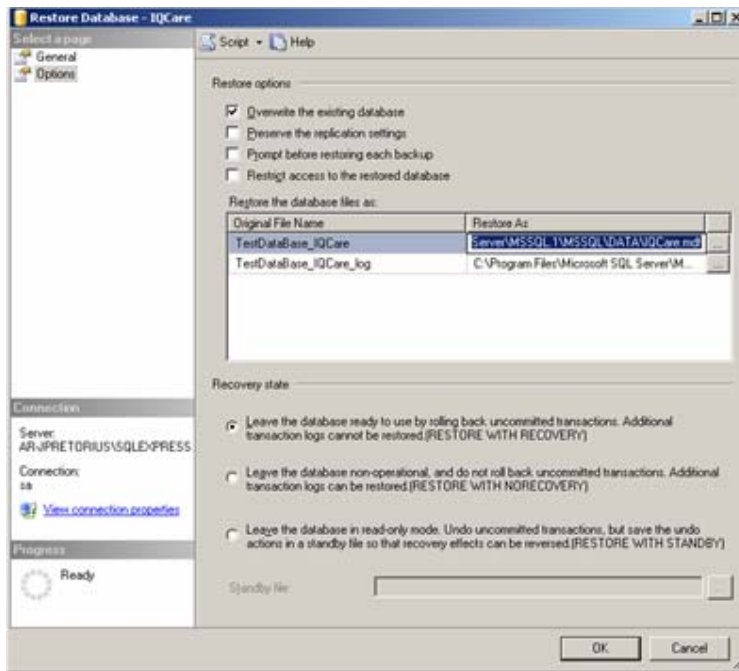 Restore Database - IQCare
Select a page
General
Options
Script
Help
Restore options
Overwrite the existing database
Preserve the replication settings
Prompt before restoring each backup
Restrict access to the restored database
Restore the database files as:
Original File Name Restore As
TestDataBase_IQCare Server\MSSQL.1\MSSQL\DATA\IQCare.mdf ...
TestDataBase_IQCare_log C:\Program Files\Microsoft SQL Server\M... ...
Recovery state
Leave the database ready to use by rolling back uncommitted transactions. Additional
transaction logs cannot be restored.(RESTORE WITH RECOVERY)
Leave the database non-operational, and do not roll back uncommitted transactions. Additional
transaction logs can be restored.(RESTORE WITH NORECOVERY)
Leave the database in read-only mode. Undo uncommitted transactions, but save the undo
actions in a standby file so that recovery effects can be reversed.(RESTORE WITH STANDBY)
Standby file:
...
Connection
Server:
AR-JPRETORIUS\SQLEXPRESS
Connection:
sa
View connection properties
Progress
Ready
OK
Cancel